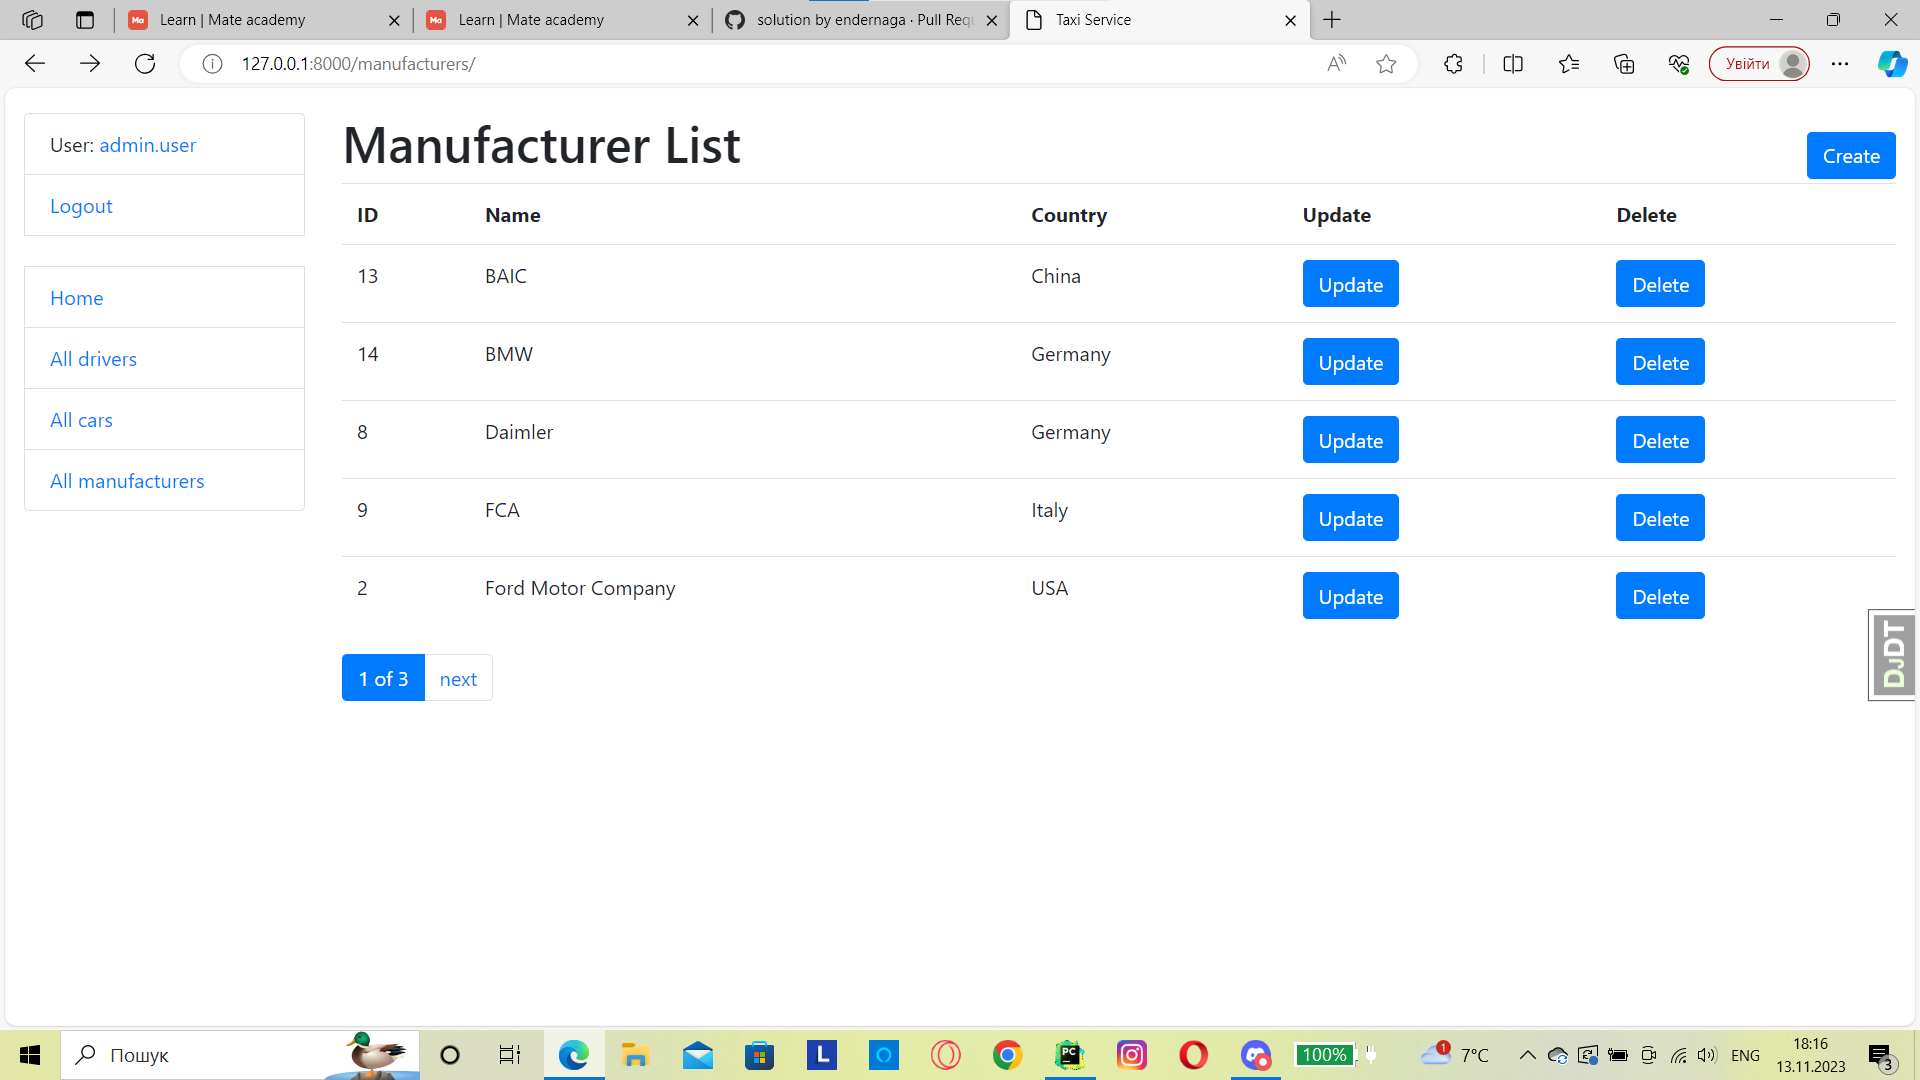 Learn | Mate academy
Learn | Mate academy
solution by endernaga · Pull Requ
Taxi Service
127.0.0.1:8000/manufacturers/
Увійти
User: admin.user
Logout
Home
All drivers
All cars
All manufacturers
Manufacturer List
Create
ID Name Country Update Delete
13 BAIC China Update Delete
14 BMW Germany Update Delete
8 Daimler Germany Update Delete
9 FCA Italy Update Delete
2 Ford Motor Company USA Update Delete
1 of 3 next
DJDT
Пошук
100%
1
7°C
ENG
18:16
13.11.2023
3